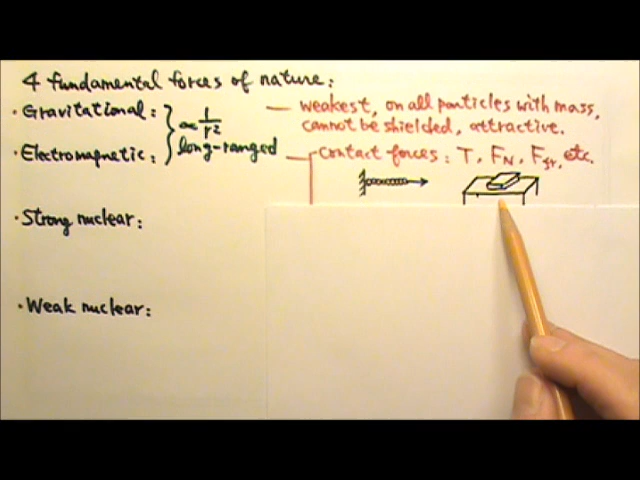 4 fundamental forces of nature:
• Gravitational: } ∝ 1/r² — weakest, on all particles with mass,
cannot be shielded, attractive.
• Electromagnetic: long-ranged — contact forces: T, F_N, F_fr, etc.
• Strong nuclear:
• Weak nuclear: